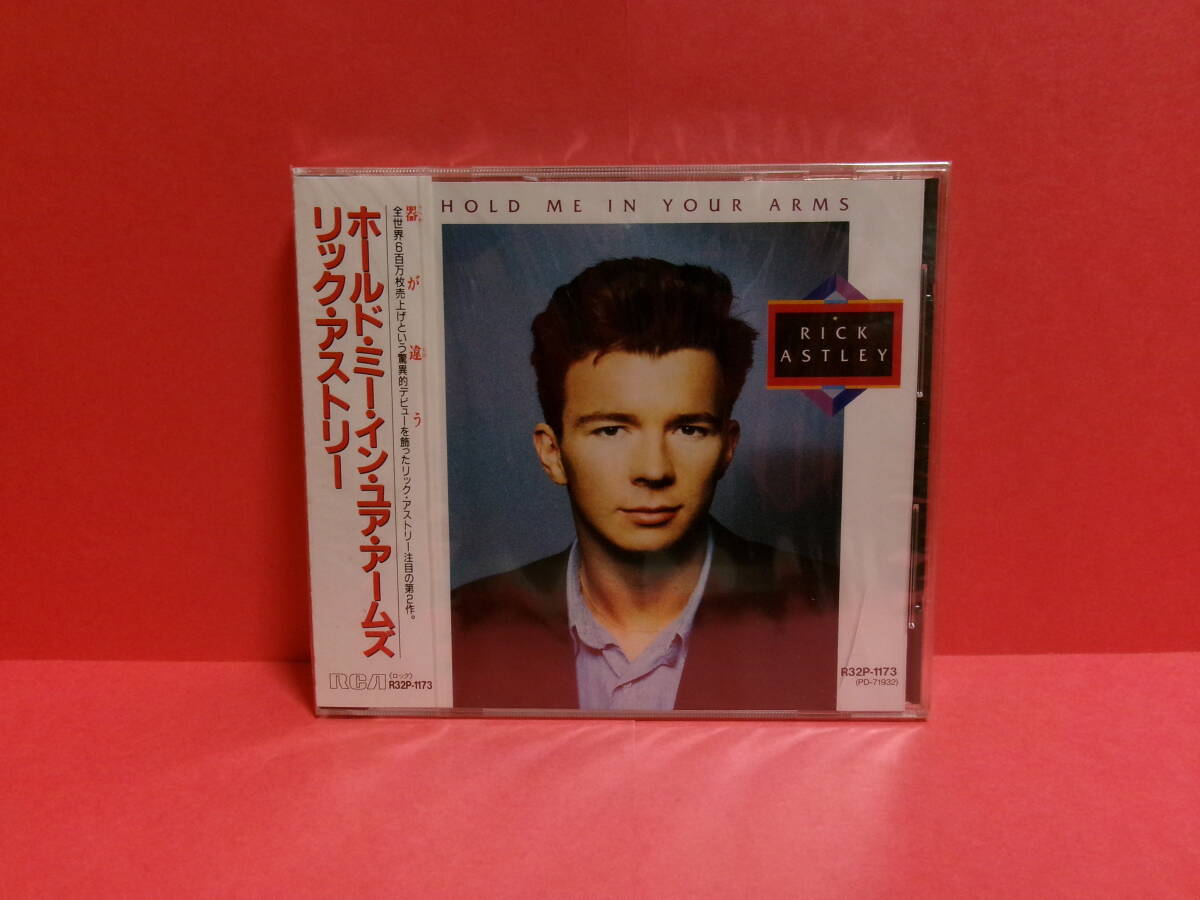 ホールド・ミー・イン・ユア・アームズ
リック・アストリー
器が違う
全世界6百万枚売上げという驚異的デビューを飾ったリック・アストリー注目の第2作。
RCA
(ロック)
R32P-1173
HOLD ME IN YOUR ARMS
RICK
ASTLEY
R32P-1173
(PD-71932)